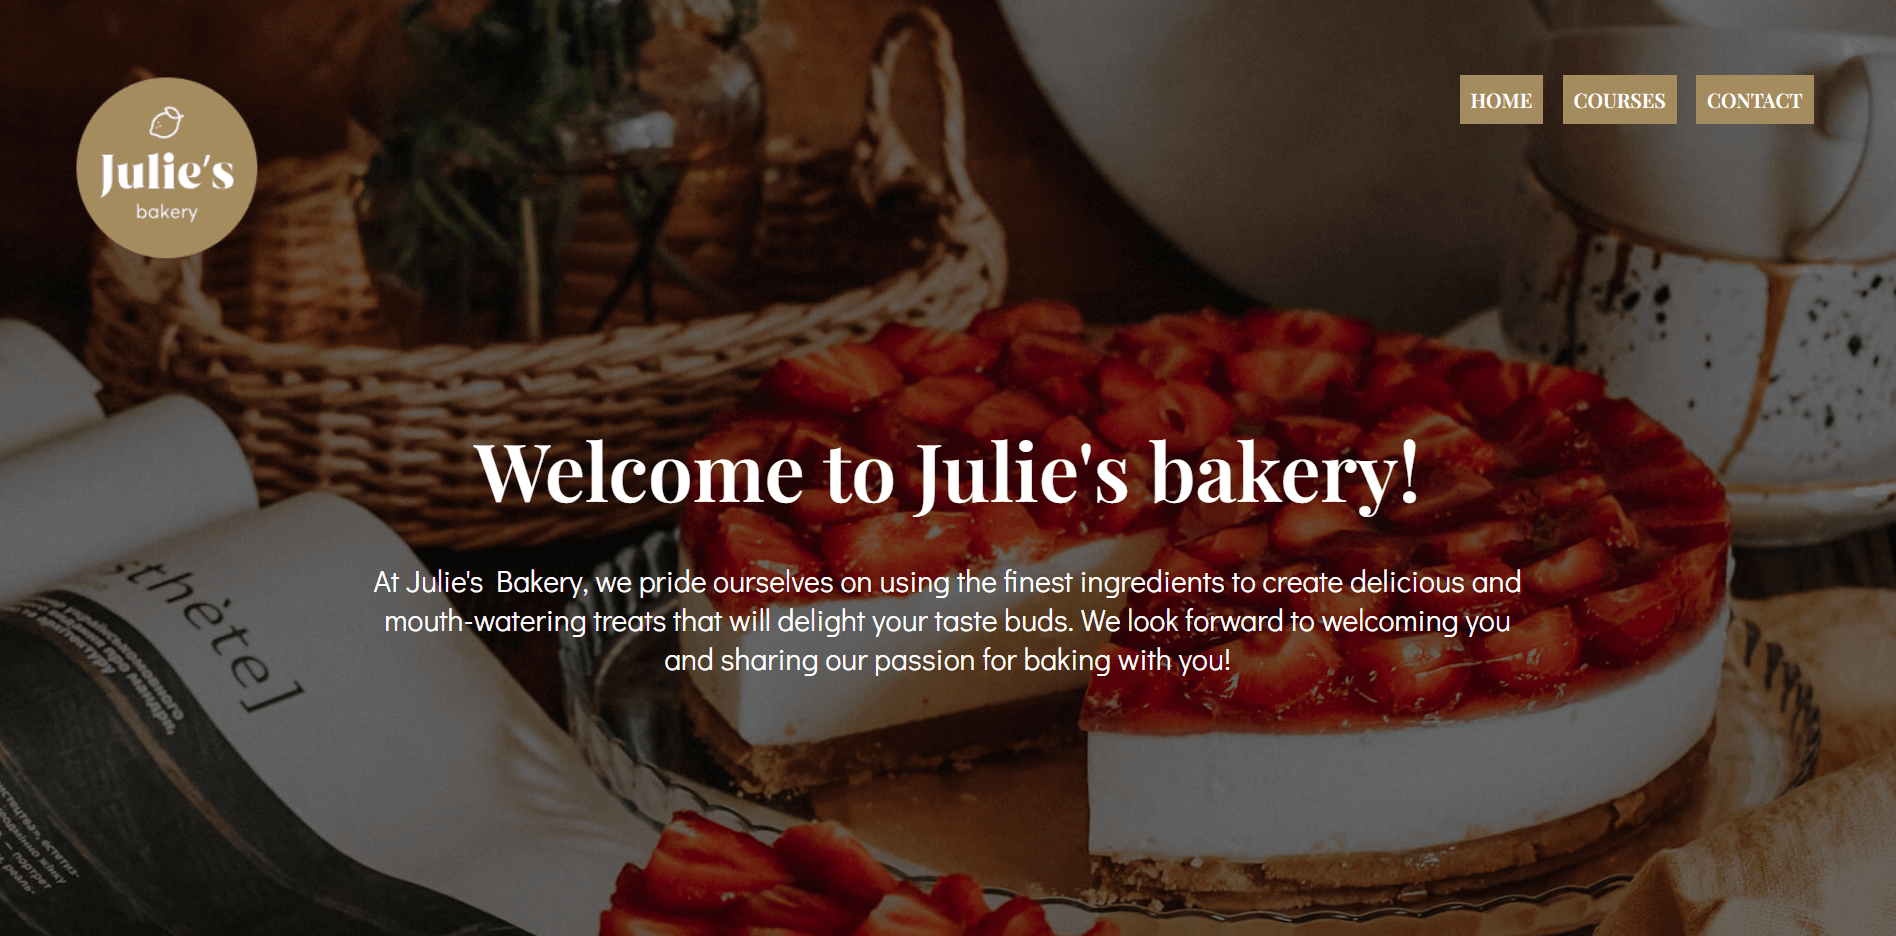 Julie's
bakery
HOME COURSES CONTACT
Welcome to Julie's bakery!
At Julie's Bakery, we pride ourselves on using the finest ingredients to create delicious and
mouth-watering treats that will delight your taste buds. We look forward to welcoming you
and sharing our passion for baking with you!
sthète]